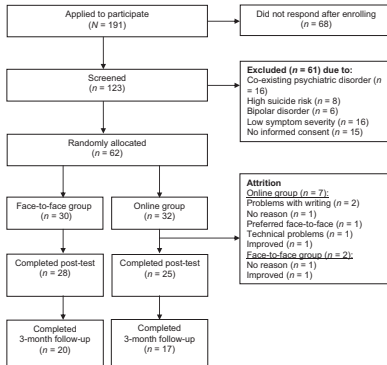 Applied to participate
(N = 191)
Did not respond after enrolling
(n = 68)
Screened
(n = 123)
Excluded (n = 61) due to:
Co-existing psychiatric disorder (n
= 16)
High suicide risk (n = 8)
Bipolar disorder (n = 6)
Low symptom severity (n = 16)
No informed consent (n = 15)
Randomly allocated
(n = 62)
Face-to-face group
(n = 30)
Online group
(n = 32)
Attrition
Online group (n = 7):
Problems with writing (n = 2)
No reason (n = 1)
Preferred face-to-face (n = 1)
Technical problems (n = 1)
Improved (n = 1)
Face-to-face group (n = 2):
No reason (n = 1)
Improved (n = 1)
Completed post-test
(n = 28)
Completed post-test
(n = 25)
Completed
3-month follow-up
(n = 20)
Completed
3-month follow-up
(n = 17)